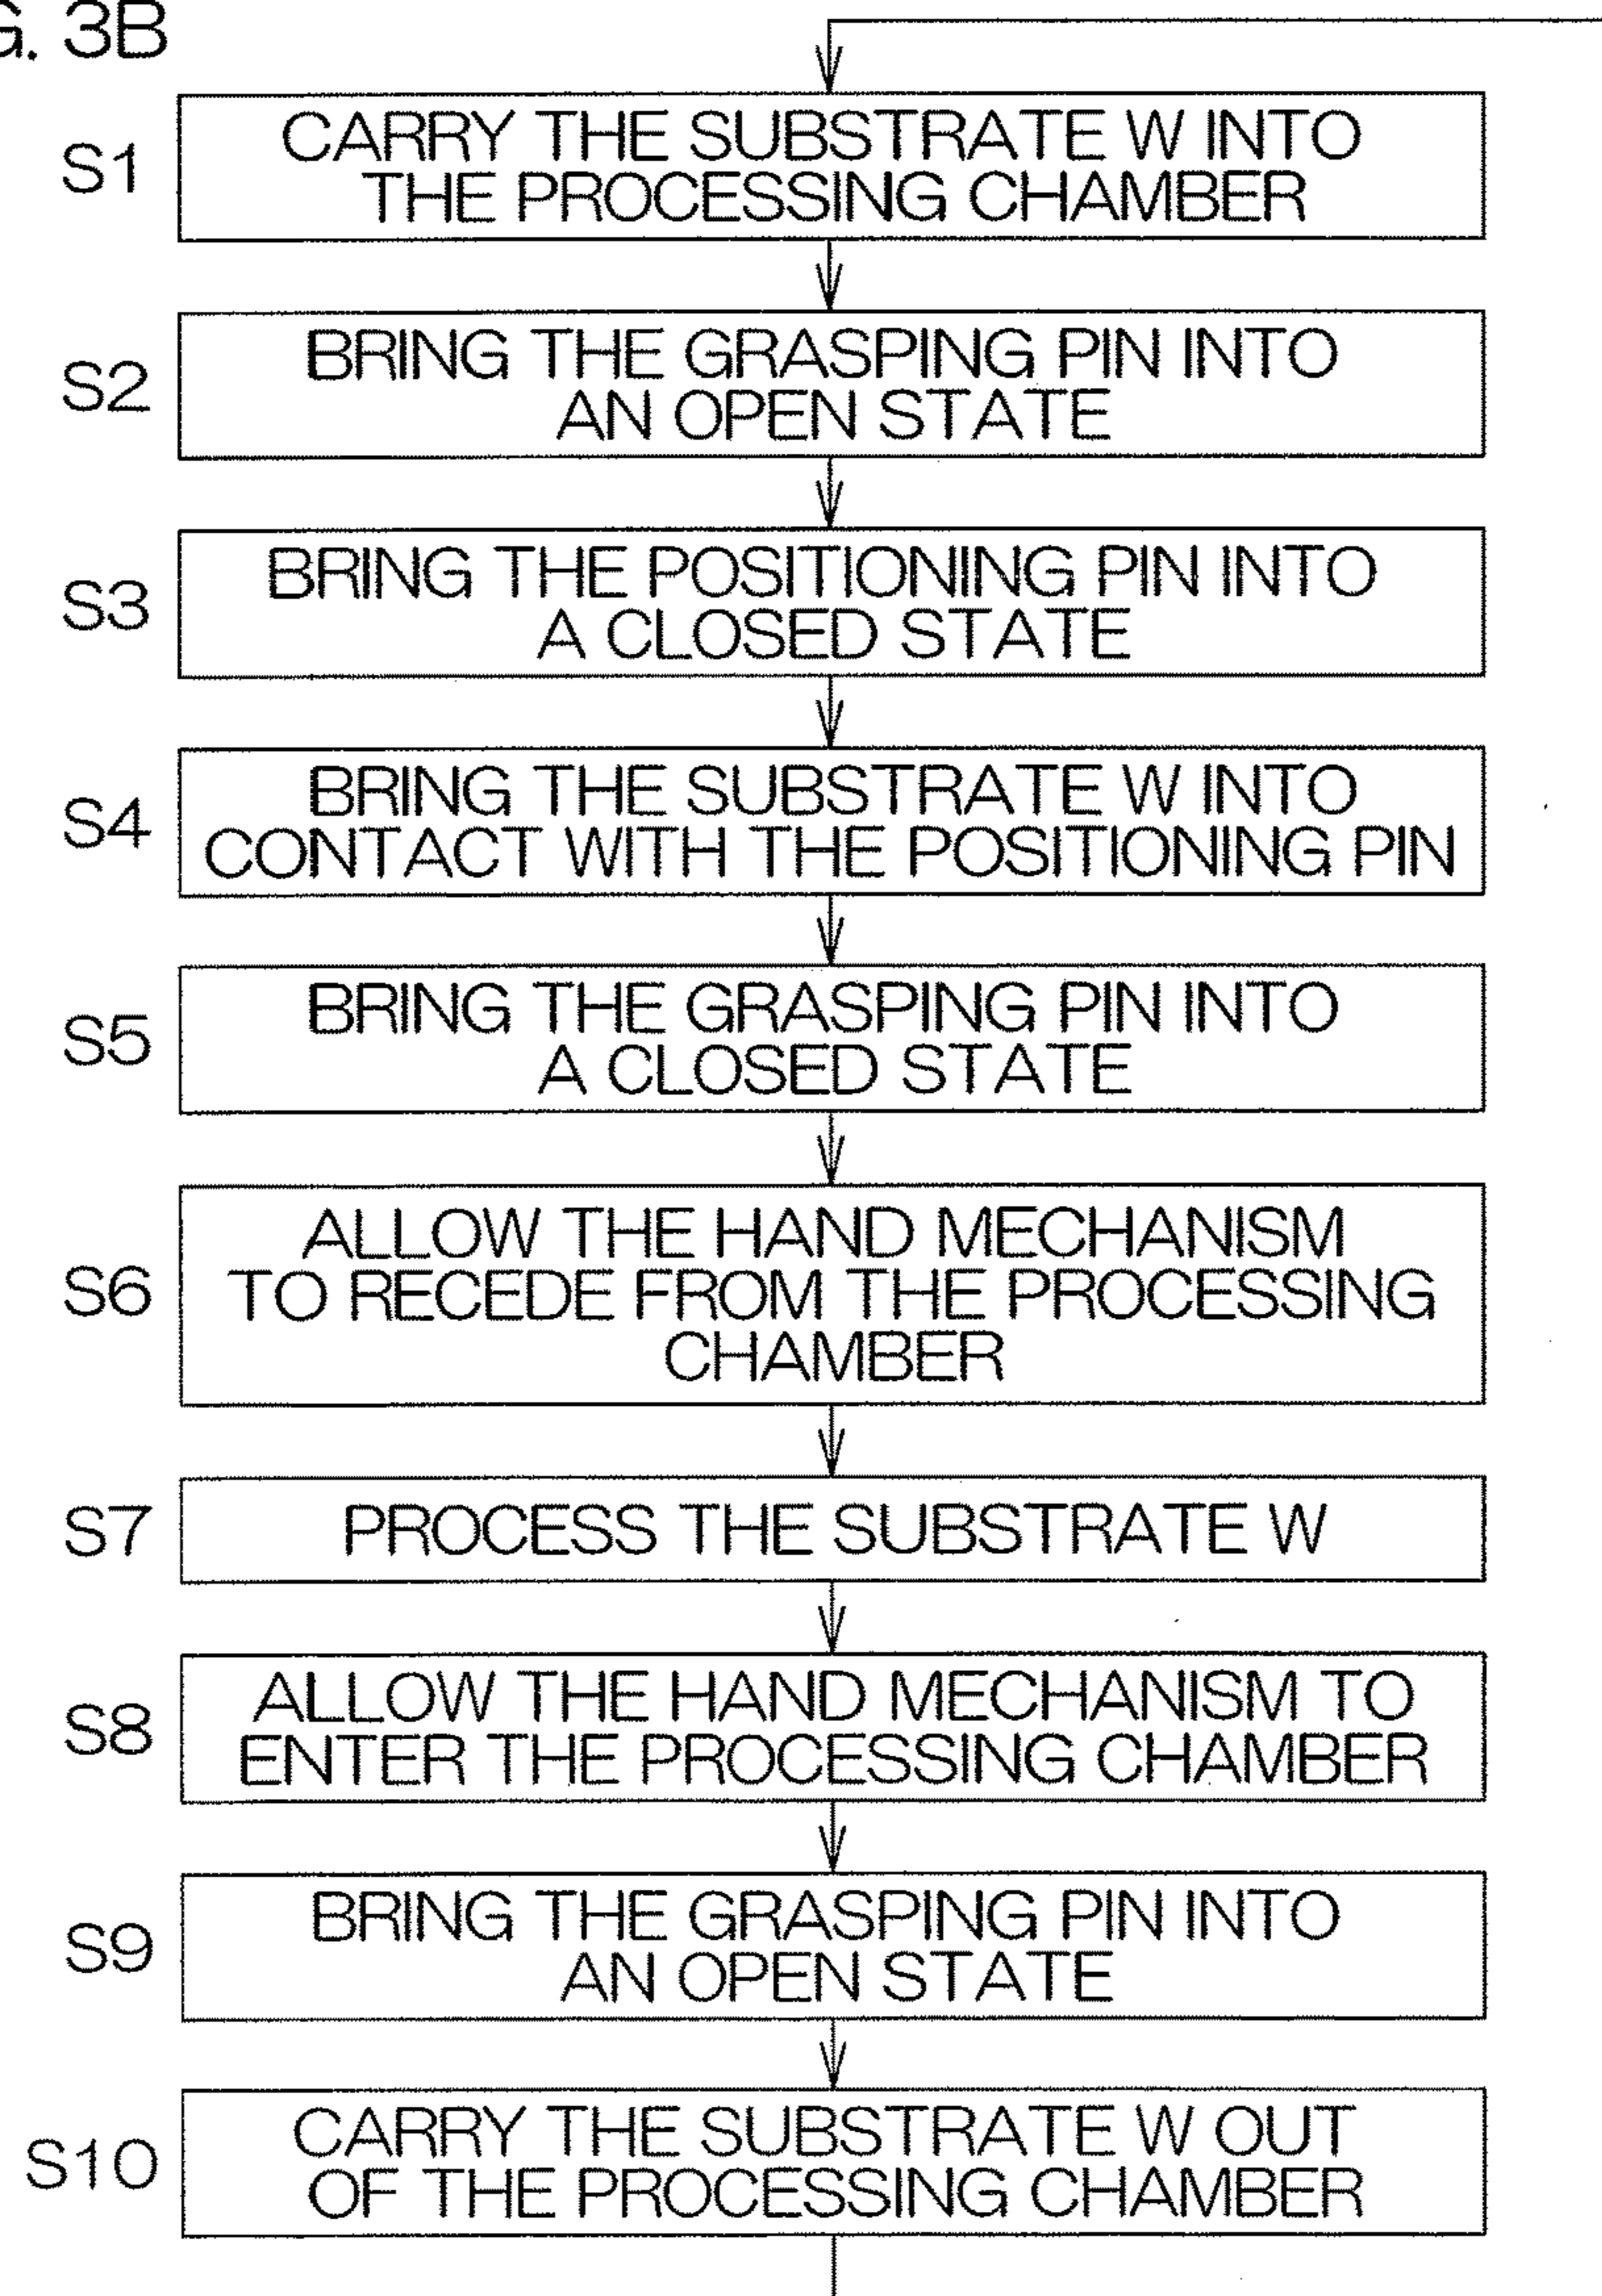 G. 3B
S1
CARRY THE SUBSTRATE W INTO
THE PROCESSING CHAMBER
S2
BRING THE GRASPING PIN INTO
AN OPEN STATE
S3
BRING THE POSITIONING PIN INTO
A CLOSED STATE
S4
BRING THE SUBSTRATE W INTO
CONTACT WITH THE POSITIONING PIN
S5
BRING THE GRASPING PIN INTO
A CLOSED STATE
S6
ALLOW THE HAND MECHANISM
TO RECEDE FROM THE PROCESSING
CHAMBER
S7
PROCESS THE SUBSTRATE W
S8
ALLOW THE HAND MECHANISM TO
ENTER THE PROCESSING CHAMBER
S9
BRING THE GRASPING PIN INTO
AN OPEN STATE
S10
CARRY THE SUBSTRATE W OUT
OF THE PROCESSING CHAMBER